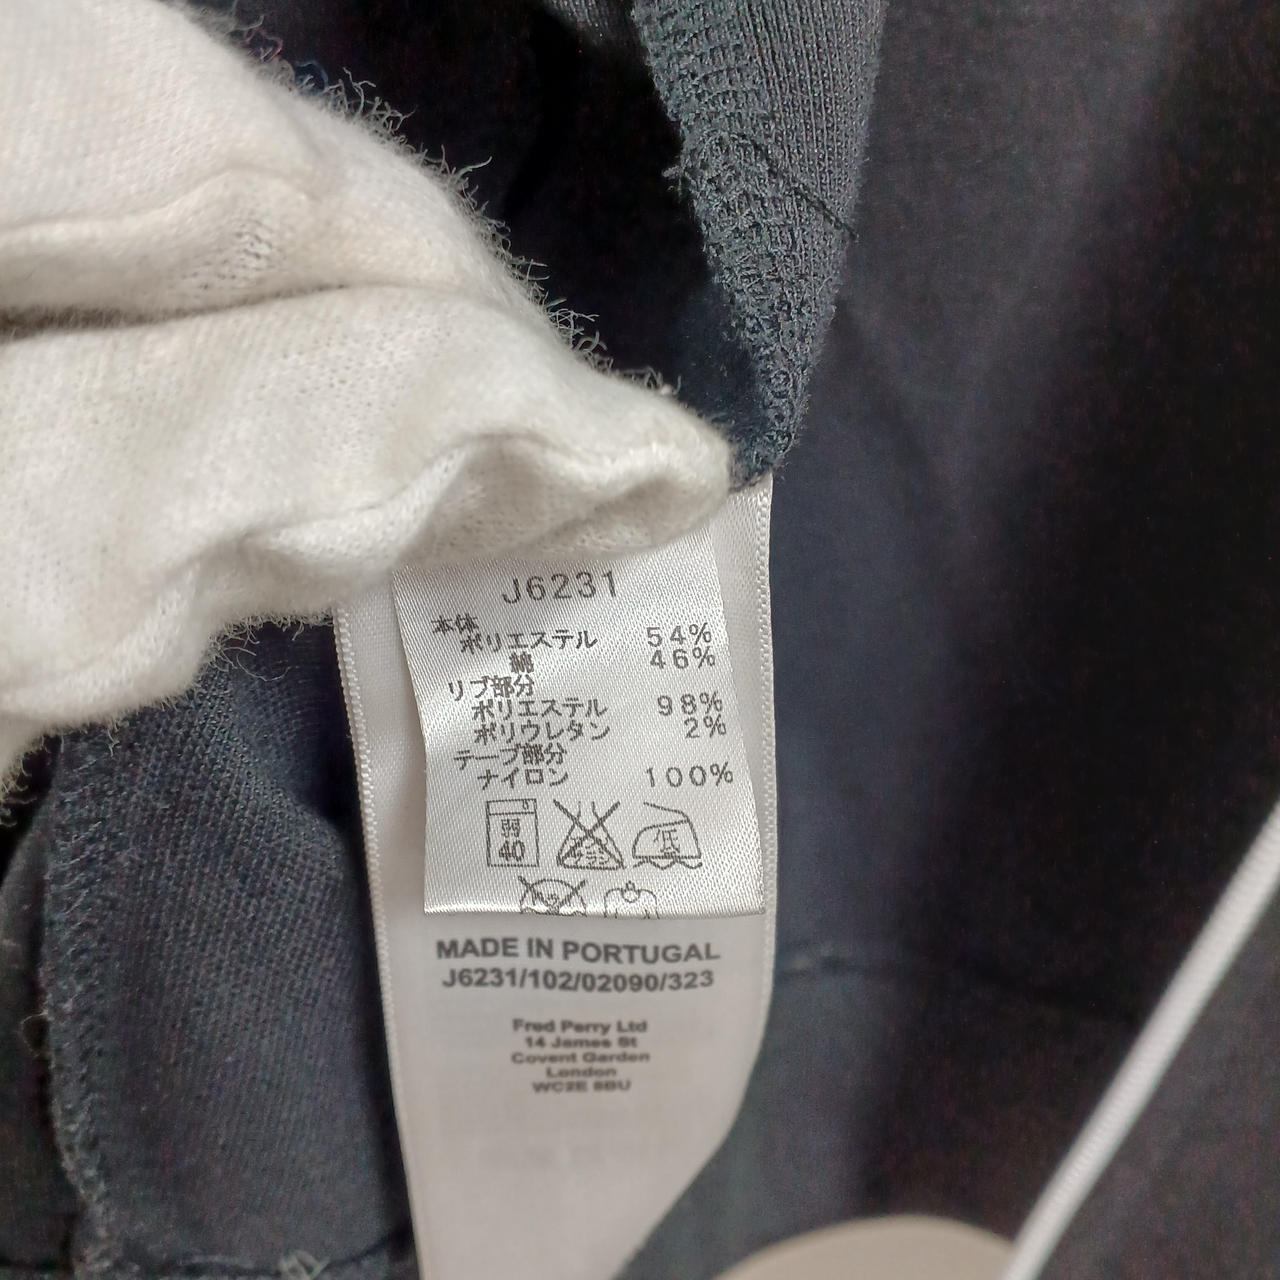 J6231
本体
ポリエステル 54%
綿 46%
リブ部分
ポリエステル 98%
ポリウレタン 2%
テープ部分
ナイロン 100%
弱
40
低
MADE IN PORTUGAL
J6231/102/02090/323
Fred Perry Ltd
14 James St
Covent Garden
London
WC2E 8BU